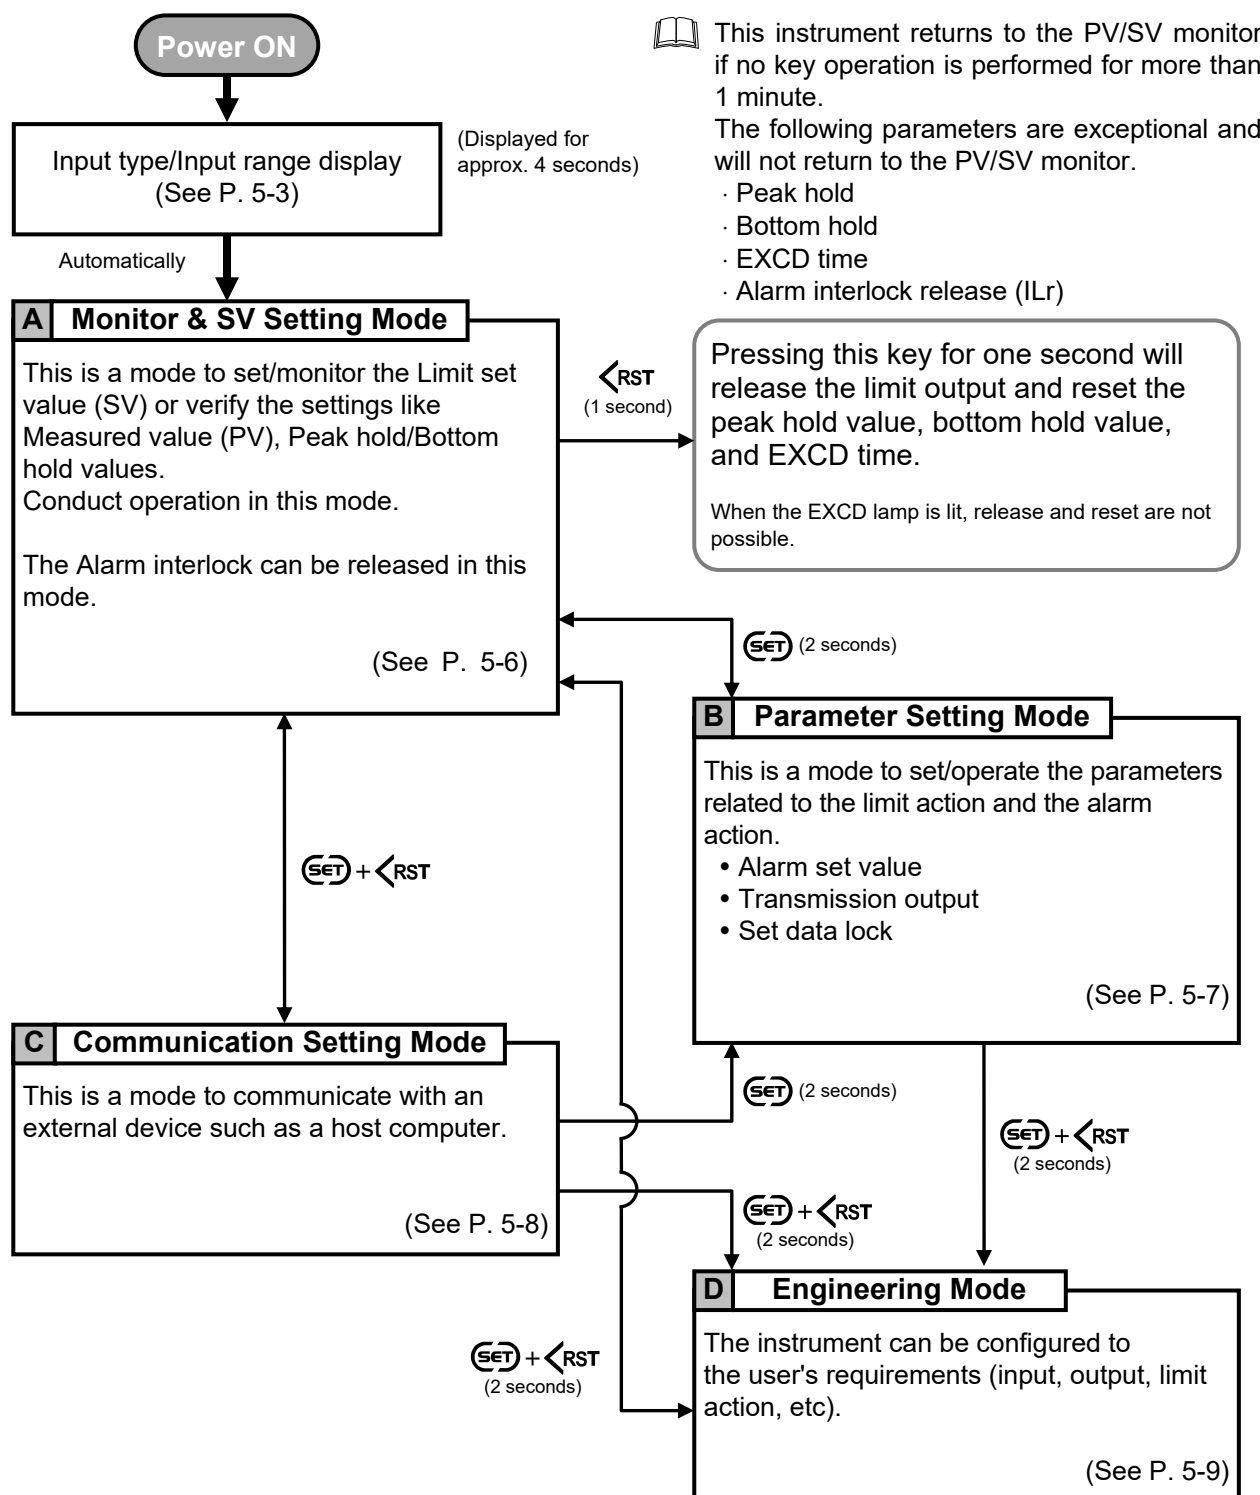 Power ON
Input type/Input range display
(See P. 5-3)
(Displayed for
approx. 4 seconds)
Automatically
This instrument returns to the PV/SV monitor
if no key operation is performed for more than
1 minute.
The following parameters are exceptional and
will not return to the PV/SV monitor.
· Peak hold
· Bottom hold
· EXCD time
· Alarm interlock release (ILr)
A Monitor & SV Setting Mode
This is a mode to set/monitor the Limit set
value (SV) or verify the settings like
Measured value (PV), Peak hold/Bottom
hold values.
Conduct operation in this mode.
The Alarm interlock can be released in this
mode.
(See P. 5-6)
<RST
(1 second)
Pressing this key for one second will
release the limit output and reset the
peak hold value, bottom hold value,
and EXCD time.
When the EXCD lamp is lit, release and reset are not
possible.
SET (2 seconds)
B Parameter Setting Mode
This is a mode to set/operate the parameters
related to the limit action and the alarm
action.
• Alarm set value
• Transmission output
• Set data lock
(See P. 5-7)
SET + <RST
C Communication Setting Mode
This is a mode to communicate with an
external device such as a host computer.
(See P. 5-8)
SET (2 seconds)
SET + <RST
(2 seconds)
SET + <RST
(2 seconds)
SET + <RST
(2 seconds)
D Engineering Mode
The instrument can be configured to
the user's requirements (input, output, limit
action, etc).
(See P. 5-9)